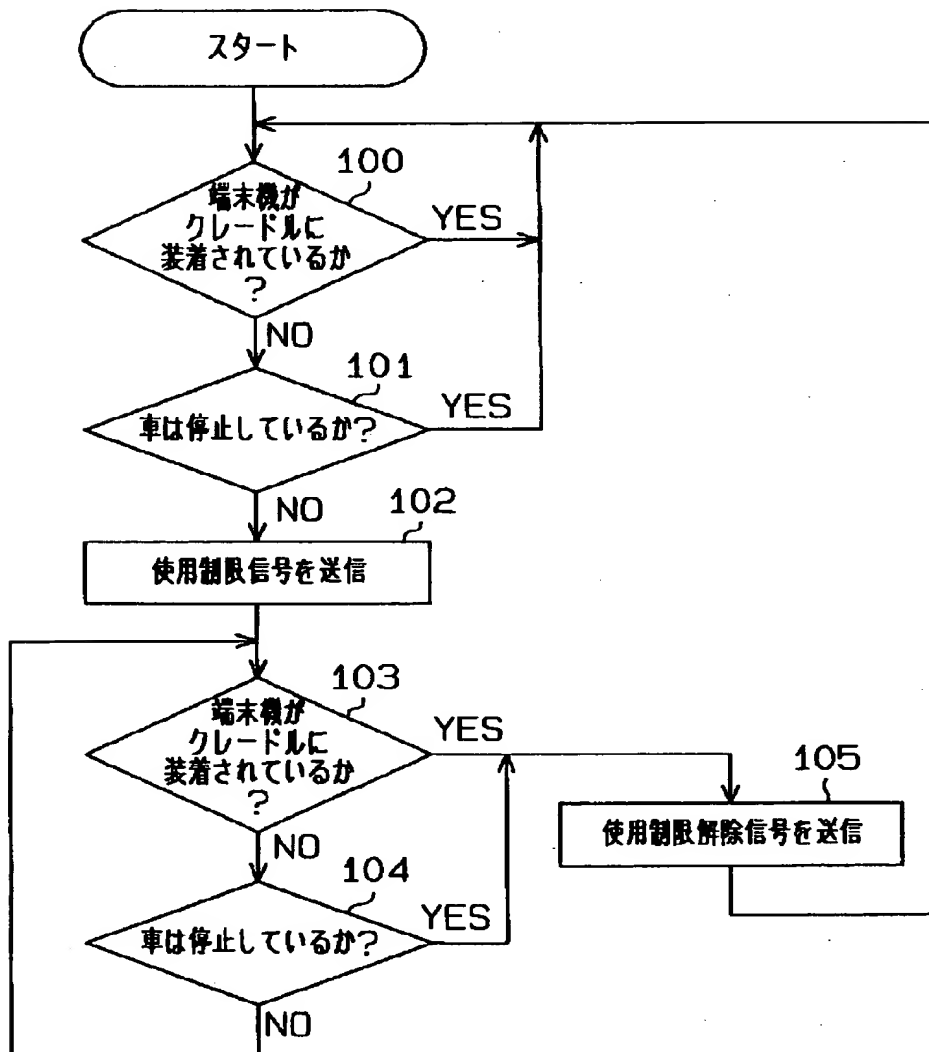 スタート
100
端末機が
クレードルに
装着されているか
?
YES
NO
101
車は停止しているか?
YES
NO
102
使用制限信号を送信
103
端末機が
クレードルに
装着されているか
?
YES
NO
104
車は停止しているか?
YES
NO
105
使用制限解除信号を送信